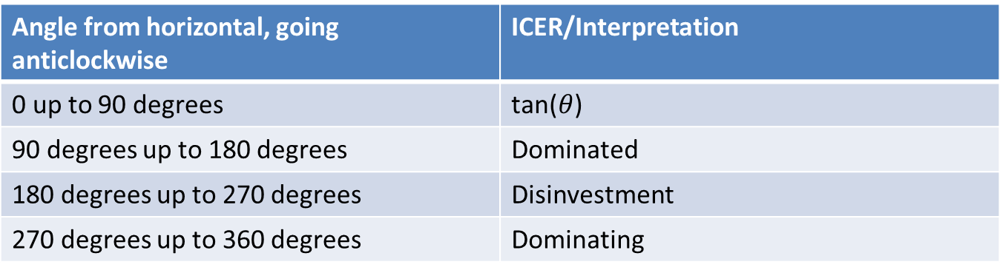 Angle from horizontal, going
anticlockwise
ICER/Interpretation
0 up to 90 degrees
tan(θ)
90 degrees up to 180 degrees
Dominated
180 degrees up to 270 degrees
Disinvestment
270 degrees up to 360 degrees
Dominating